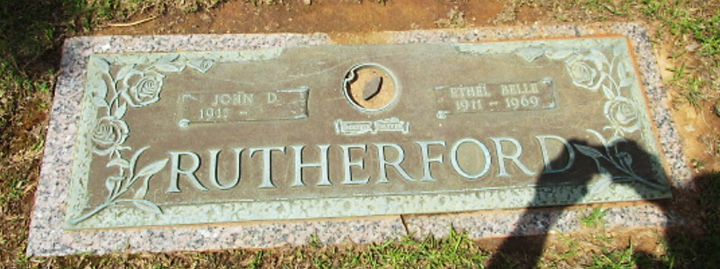 JOHN D.
ETHEL BELLE
1911 - 1969
RUTHERFORD